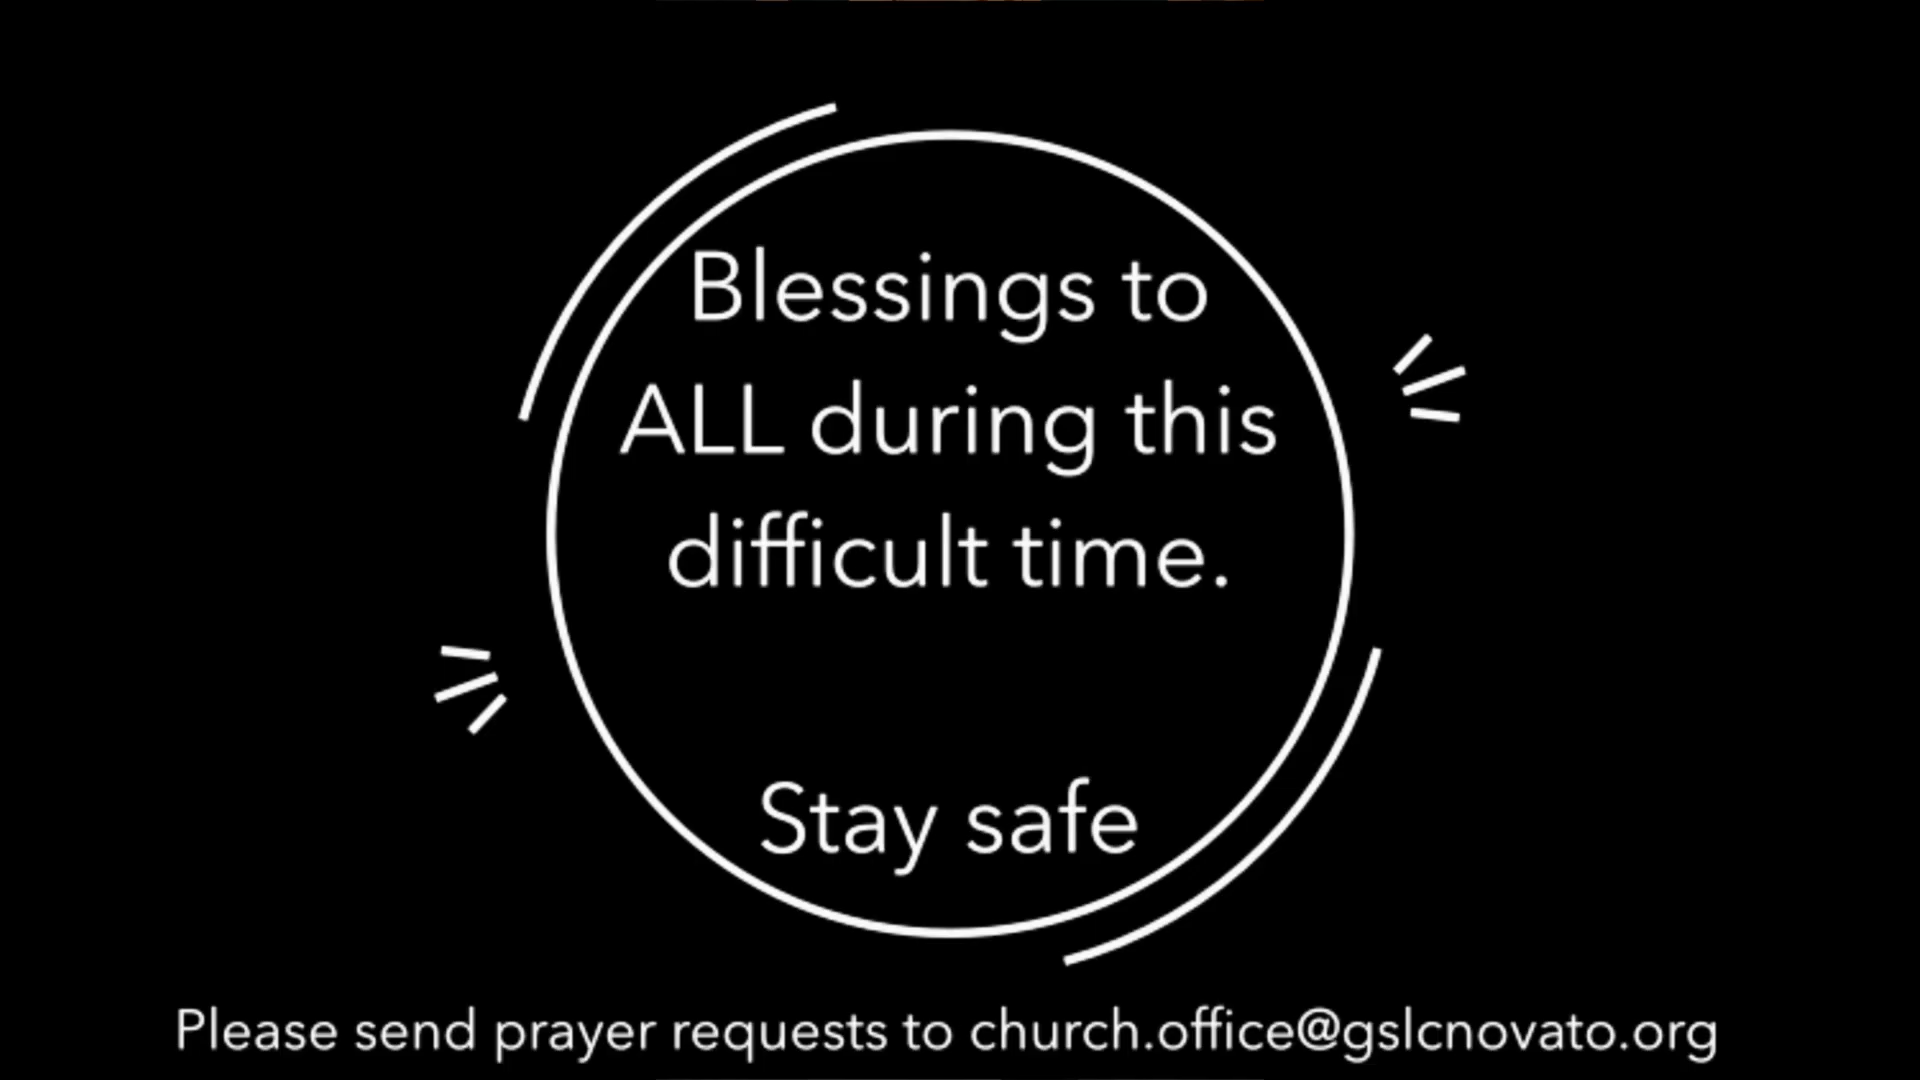 Blessings to
ALL during this
difficult time.
Stay safe
Please send prayer requests to church.office@gslcnovato.org